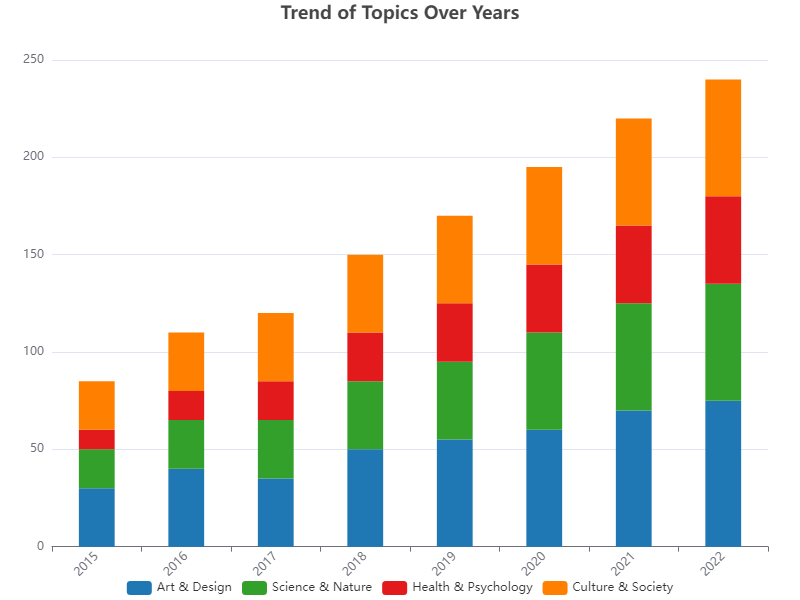 Trend of Topics Over Years
250
200
150
100
50
0
2015 2016 2017 2018 2019 2020 2021 2022
Art & Design Science & Nature Health & Psychology Culture & Society